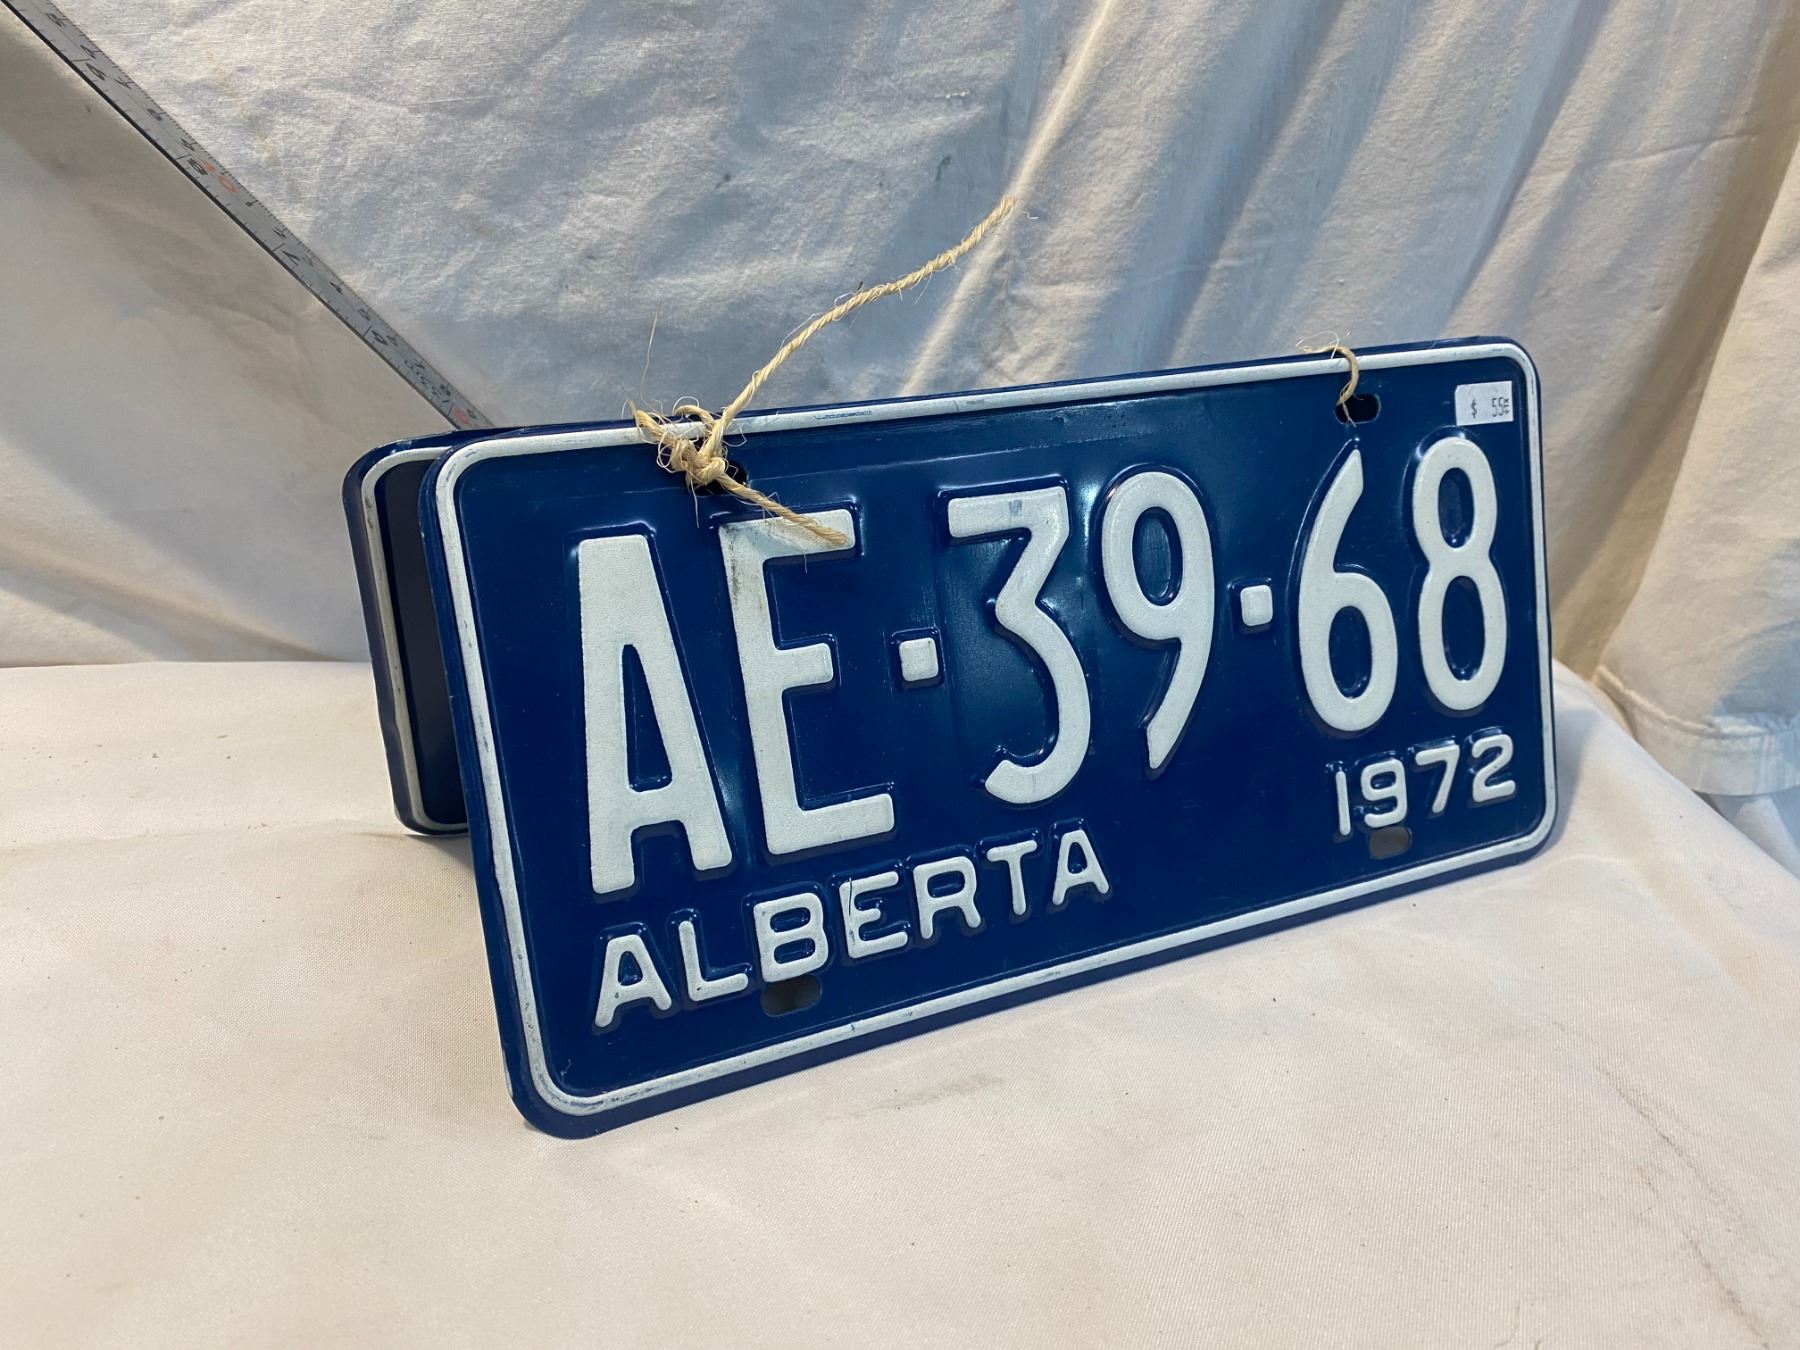 $ 55
AE-39-68
1972
ALBERTA